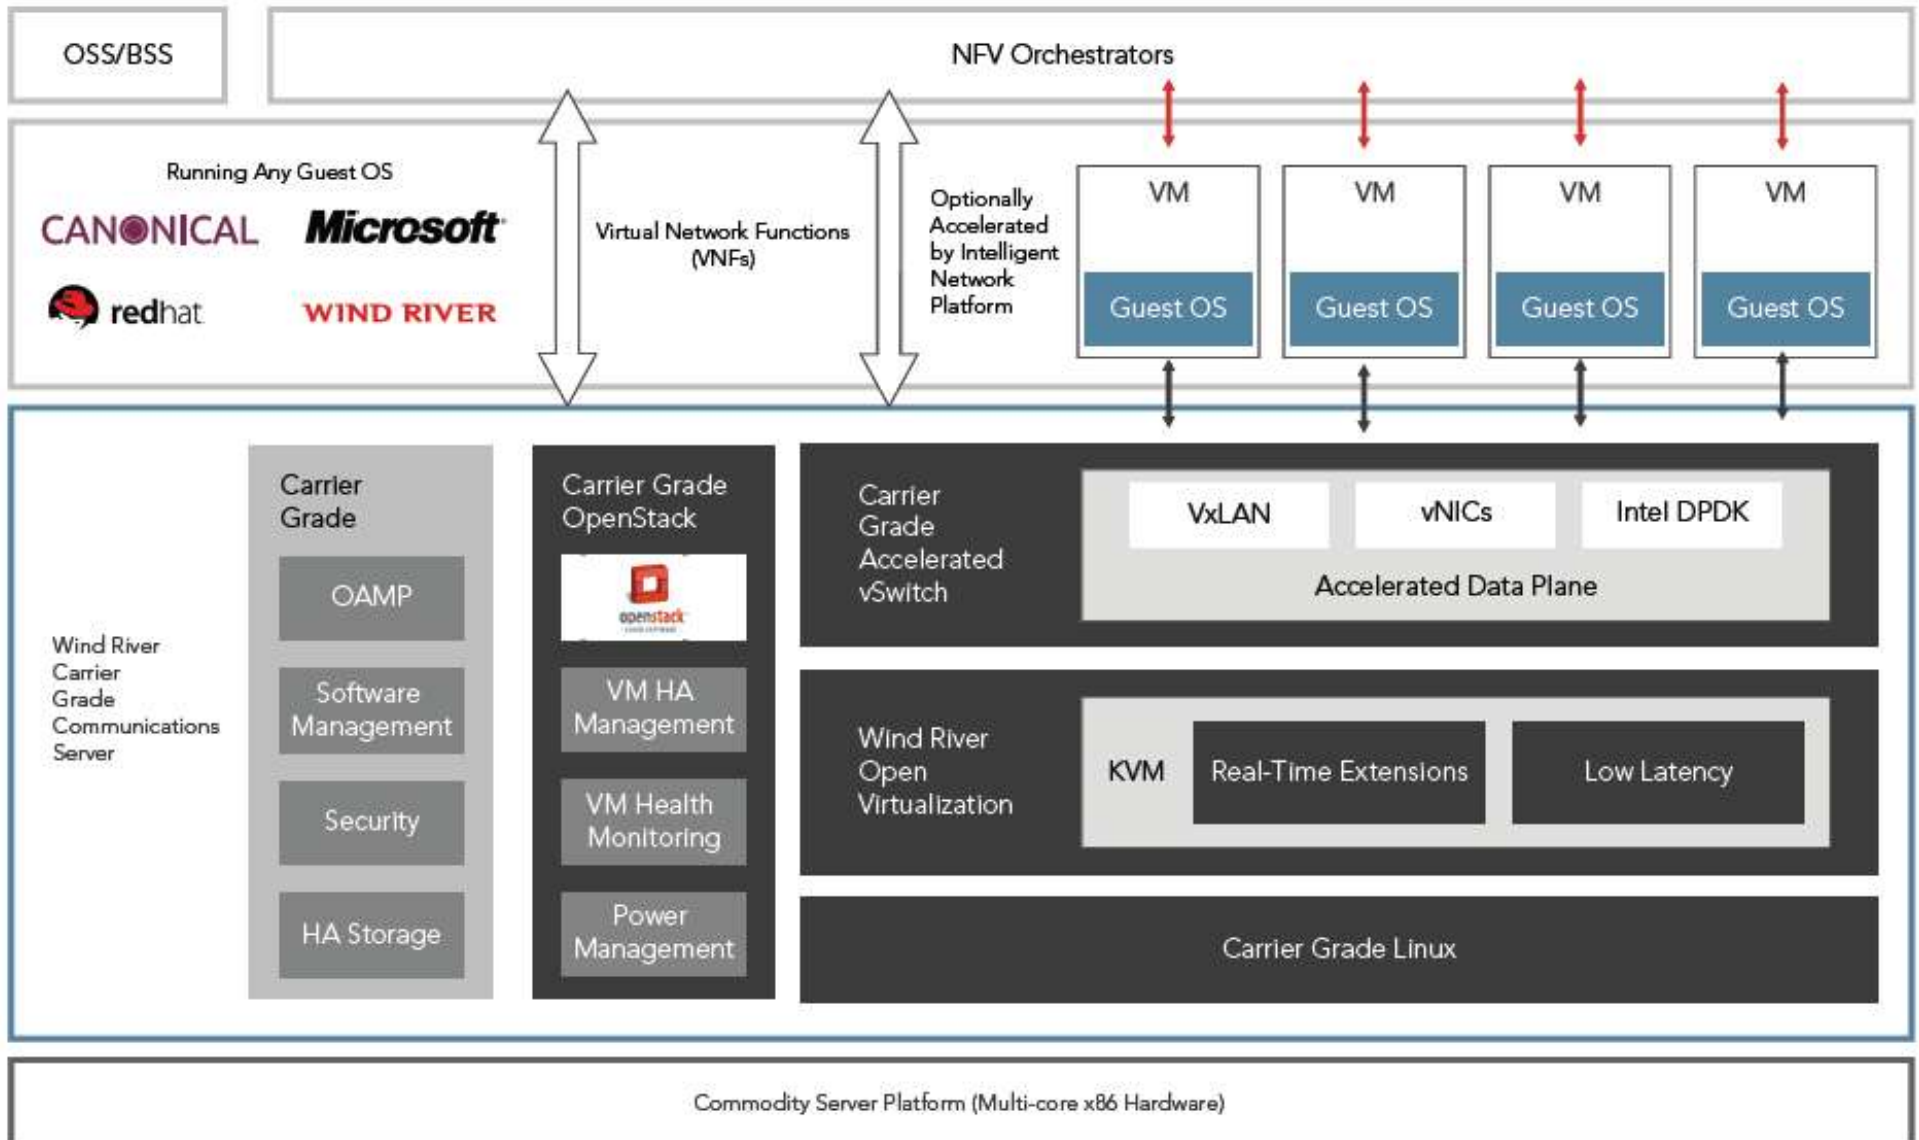 OSS/BSS
NFV Orchestrators
Running Any Guest OS
CANONICAL
Microsoft
redhat
WIND RIVER
Virtual Network Functions
(VNFs)
Optionally
Accelerated
by Intelligent
Network
Platform
VM
Guest OS
VM
Guest OS
VM
Guest OS
VM
Guest OS
Wind River
Carrier
Grade
Communications
Server
Carrier
Grade
OAMP
Software
Management
Security
HA Storage
Carrier Grade
OpenStack
openstack
VM HA
Management
VM Health
Monitoring
Power
Management
Carrier
Grade
Accelerated
vSwitch
VxLAN
vNICs
Intel DPDK
Accelerated Data Plane
Wind River
Open
Virtualization
KVM
Real-Time Extensions
Low Latency
Carrier Grade Linux
Commodity Server Platform (Multi-core x86 Hardware)